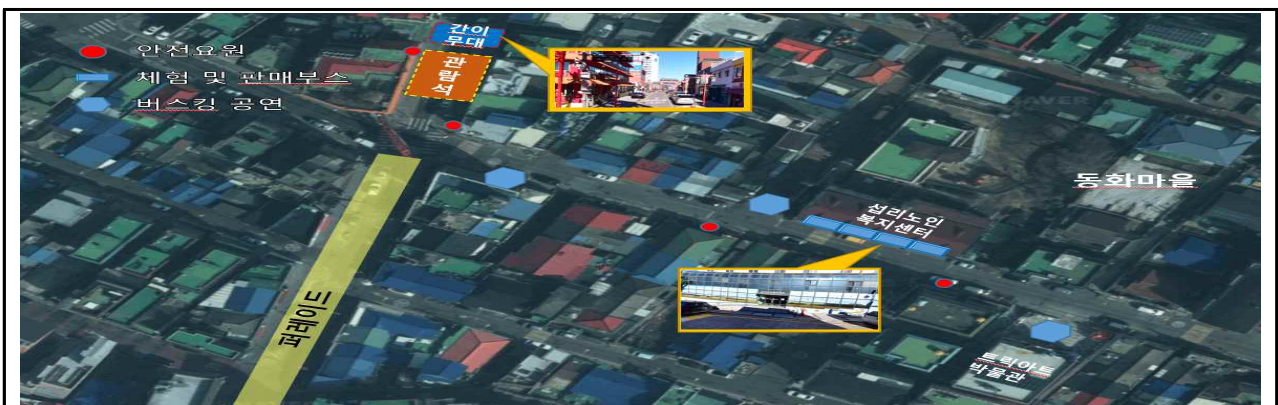 안전요원
체험 및 판매부스
버스킹 공연
간이
무대
관
람
석
동화마을
섭리노인
복지센터
퍼레이드
트릭아트
박물관